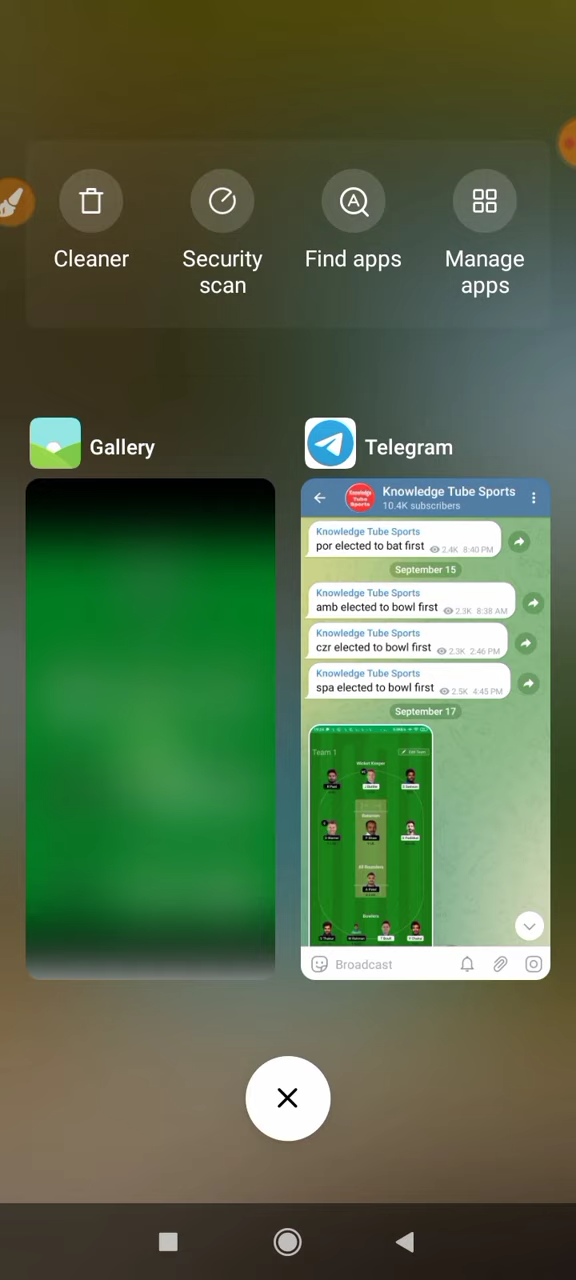 Cleaner
Security
scan
Find apps
Manage
apps
Gallery
Telegram
Knowledge Tube Sports
10.4K subscribers
Knowledge Tube Sports
por elected to bat first 2.4K 8:40 PM
September 15
Knowledge Tube Sports
amb elected to bowl first 2.3K 8:38 AM
Knowledge Tube Sports
czr elected to bowl first 2.3K 2:46 PM
Knowledge Tube Sports
spa elected to bowl first 2.5K 4:45 PM
September 17
Team 1
Broadcast